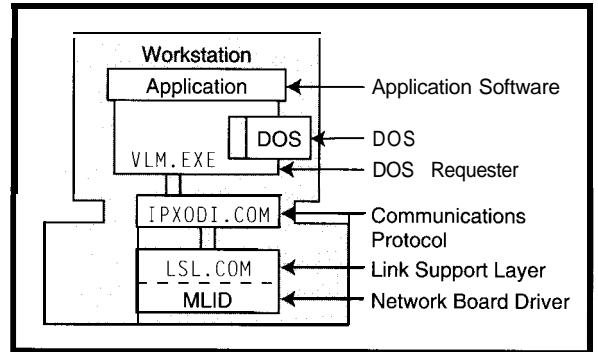 Workstation
Application
Application Software
DOS
DOS
VLM.EXE
DOS Requester
IPXODI.COM
Communications
Protocol
LSL.COM
Link Support Layer
MLID
Network Board Driver